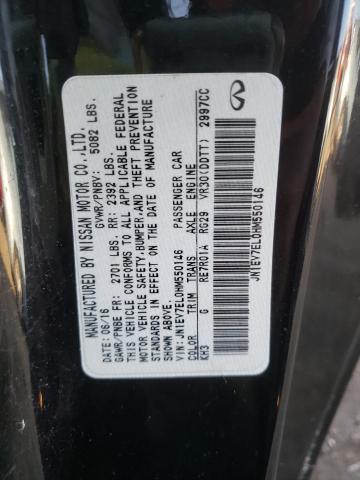 MANUFACTURED BY NISSAN MOTOR CO.,LTD.
DATE: 06/16 GVWR/PNBV: 5082 LBS.
GAWR/PNBE FR: 2701 LBS. RR: 2392 LBS.
THIS VEHICLE CONFORMS TO ALL APPLICABLE FEDERAL
MOTOR VEHICLE SAFETY,BUMPER,AND THEFT PREVENTION
STANDARDS IN EFFECT ON THE DATE OF MANUFACTURE
SHOWN ABOVE.
VIN: JN1EV7EL0HM550146 PASSENGER CAR
COLOR TRIM TRANS AXLE ENGINE
KH3 G RE7R01A RG29 VR30(DDTT) 2997CC
JN1EV7EL0HM550146
INFINITI